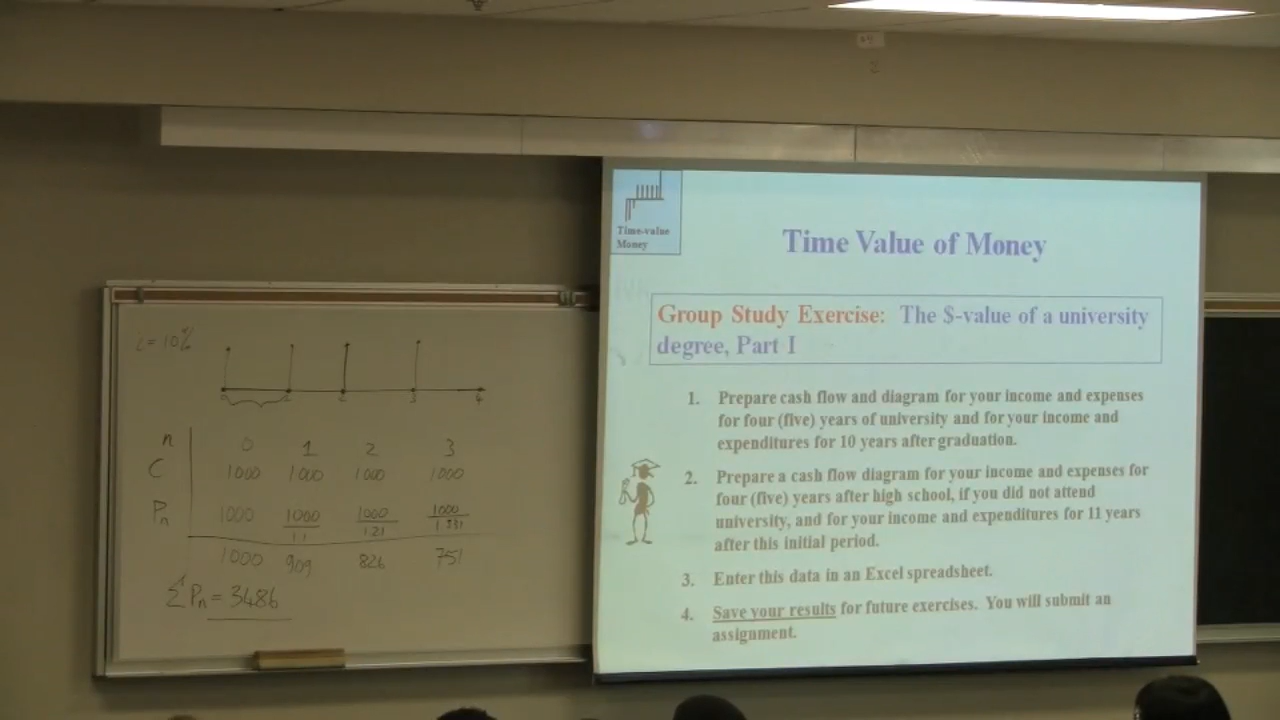 i = 10%
0 1 2 3 4
n 0 1 2 3
C 1000 1000 1000 1000
Pn 1000 1000/1.1 1000/1.21 1000/1.331
1000 909 826 751
ΣPn = 3486
Time-value
Money
Time Value of Money
Group Study Exercise: The $-value of a university
degree, Part I
1. Prepare cash flow and diagram for your income and expenses
for four (five) years of university and for your income and
expenditures for 10 years after graduation.
2. Prepare a cash flow diagram for your income and expenses for
four (five) years after high school, if you did not attend
university, and for your income and expenditures for 11 years
after this initial period.
3. Enter this data in an Excel spreadsheet.
4. Save your results for future exercises. You will submit an
assignment.